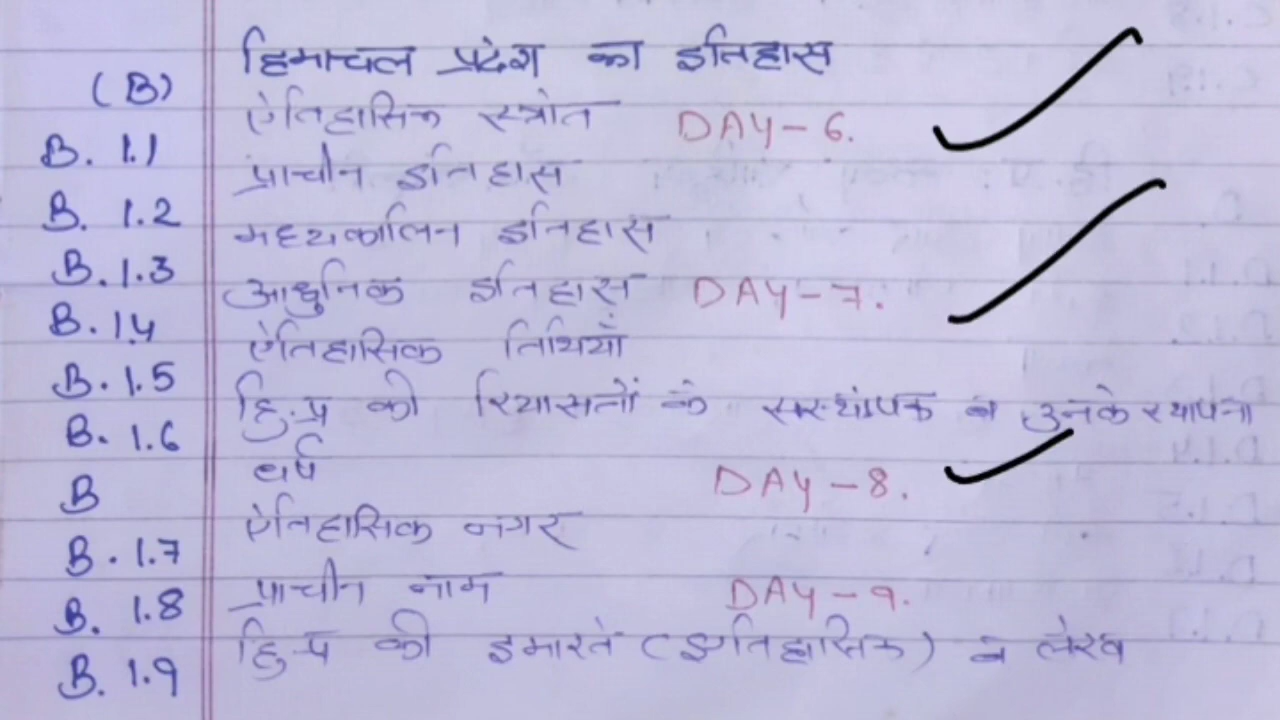 (B) हिमाचल प्रदेश का इतिहास
B. 1.1 ऐतिहासिक स्त्रोत DAY-6.
B. 1.2 प्राचीन इतिहास
B. 1.3 मध्यकालिन इतिहास
B. 1.4 आधुनिक इतिहास DAY-7.
B. 1.5 ऐतिहासिक तिथियाँ
B. 1.6 हि.प्र की रियासतों के संस्थापक व उनके स्थापना
B वर्ष DAY-8.
B. 1.7 ऐतिहासिक नगर
B. 1.8 प्राचीन नाम DAY-9.
B. 1.9 हि.प्र की इमारते (ऐतिहासिक) व लेख